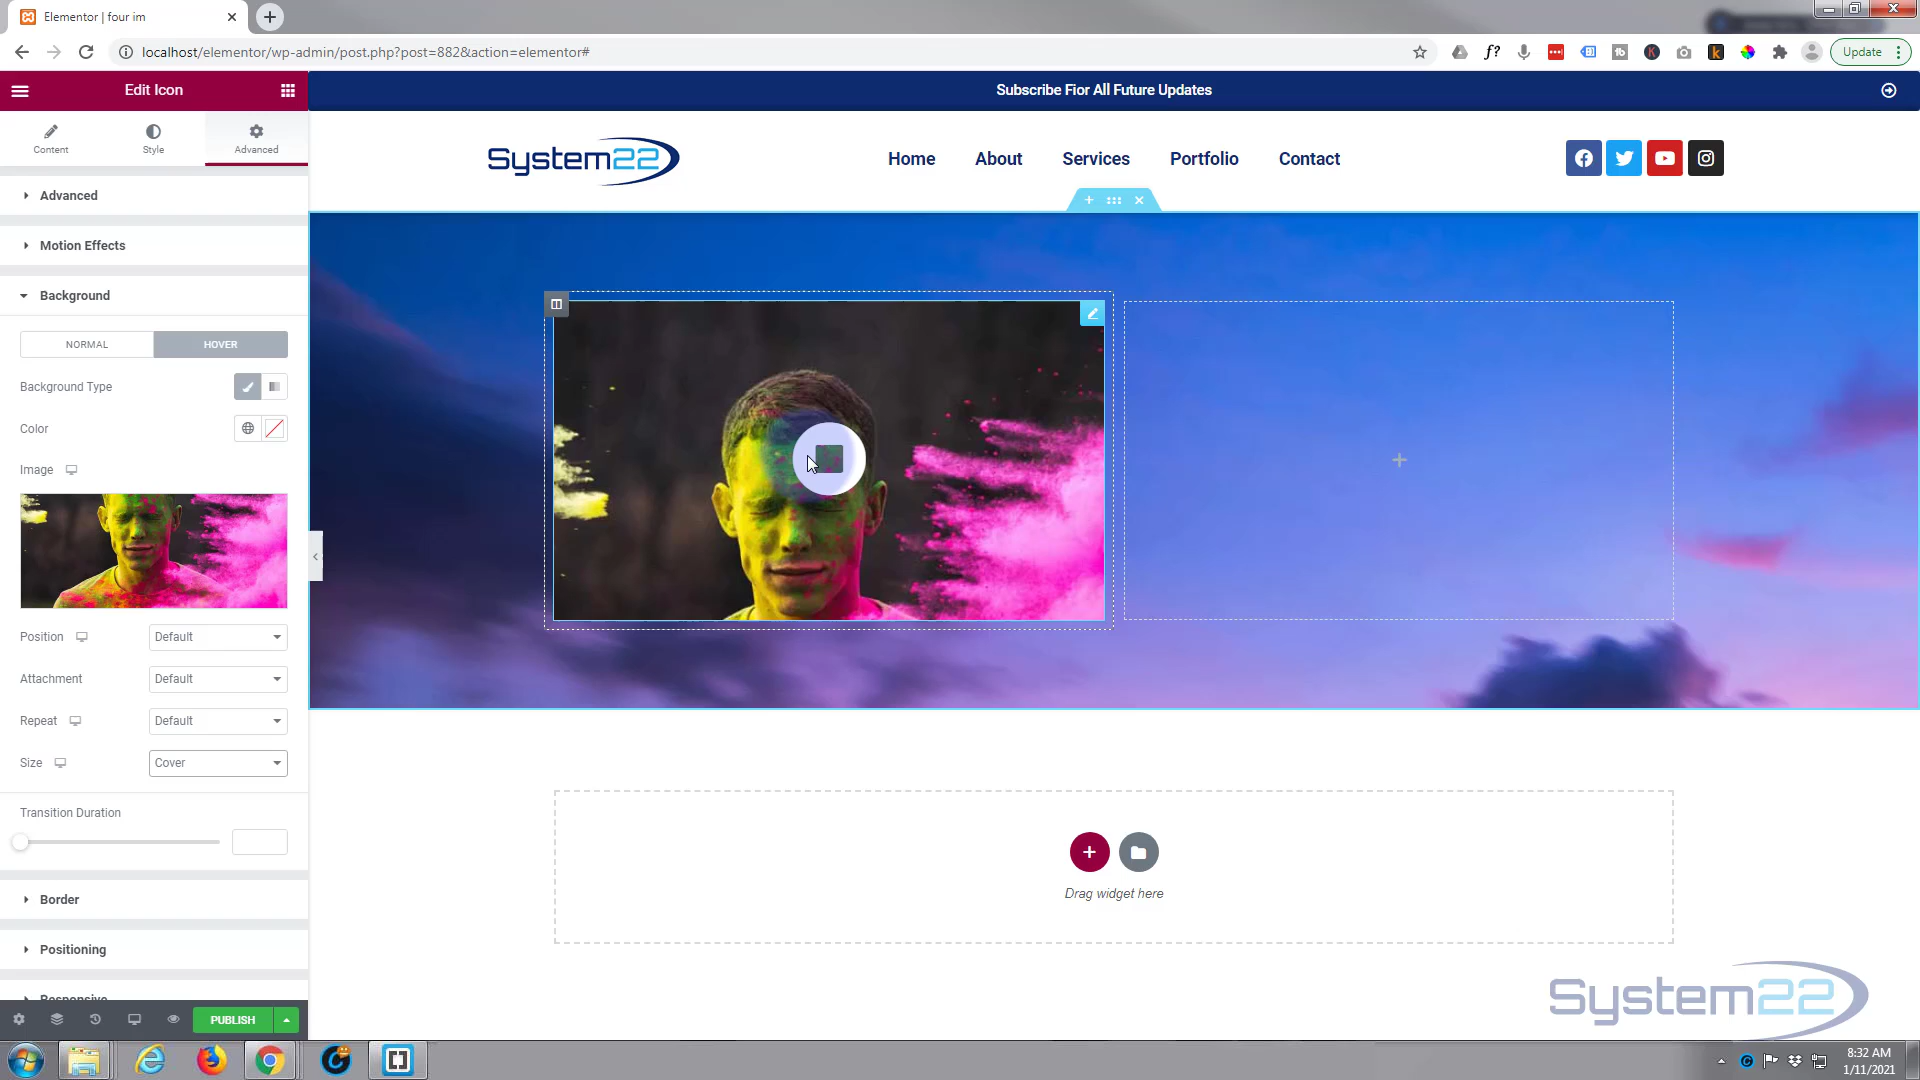 Elementor | four im
localhost/elementor/wp-admin/post.php?post=882&action=elementor#
f?
Update
Edit Icon
Subscribe Fior All Future Updates
Content
Style
Advanced
System22
Home
About
Services
Portfolio
Contact
Advanced
Motion Effects
Background
NORMAL
HOVER
Background Type
Color
Image
Position
Default
Attachment
Default
Repeat
Default
Size
Cover
Transition Duration
Border
Drag widget here
Positioning
Responsive
System22
PUBLISH
8:32 AM
1/11/2021